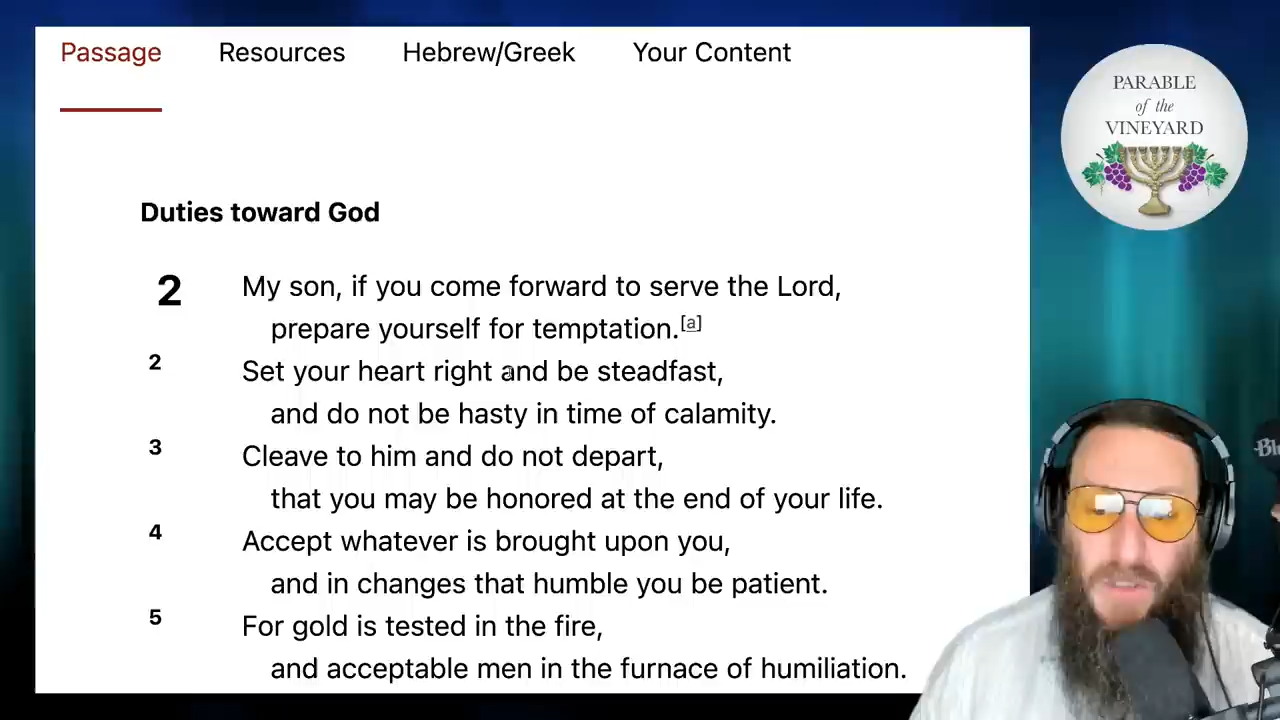 Passage Resources Hebrew/Greek Your Content
PARABLE
of the
VINEYARD
Duties toward God
2 My son, if you come forward to serve the Lord,
prepare yourself for temptation.[a]
2 Set your heart right and be steadfast,
and do not be hasty in time of calamity.
3 Cleave to him and do not depart,
that you may be honored at the end of your life.
4 Accept whatever is brought upon you,
and in changes that humble you be patient.
5 For gold is tested in the fire,
and acceptable men in the furnace of humiliation.